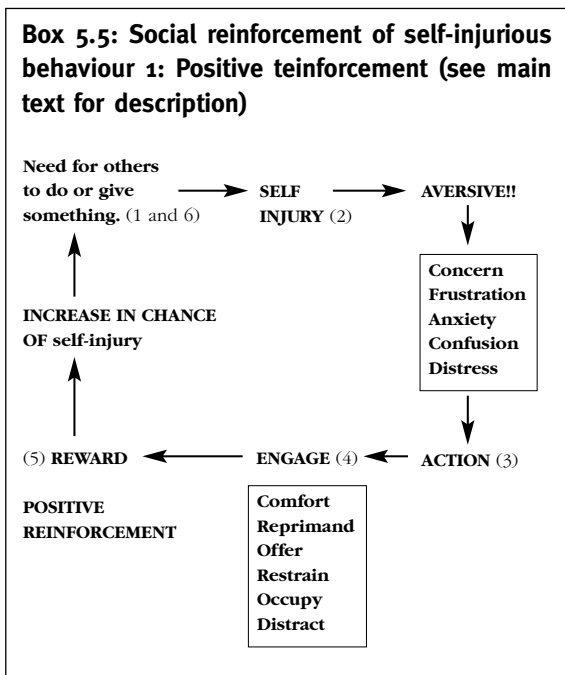 Box 5.5: Social reinforcement of self-injurious
behaviour 1: Positive teinforcement (see main
text for description)
Need for others
to do or give
something. (1 and 6)
SELF
INJURY (2)
AVERSIVE!!
Concern
Frustration
Anxiety
Confusion
Distress
INCREASE IN CHANCE
OF self-injury
(5) REWARD
ENGAGE (4)
ACTION (3)
POSITIVE
REINFORCEMENT
Comfort
Reprimand
Offer
Restrain
Occupy
Distract